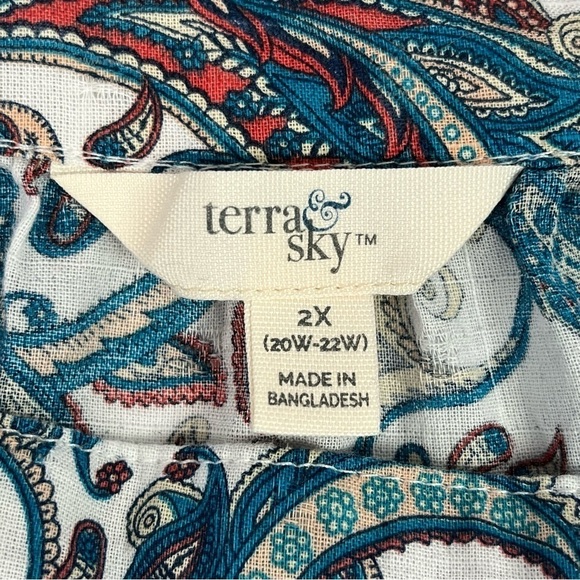 terra &
sky™
2X
(20W-22W)
MADE IN
BANGLADESH